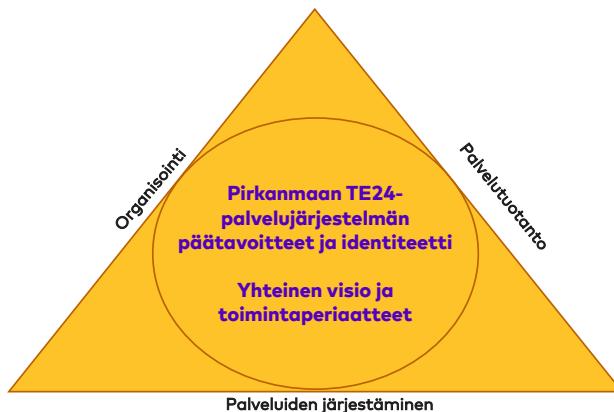 Organisointi
Palvelutuotanto
Pirkanmaan TE24-
palvelujärjestelmän
päätavoitteet ja identiteetti
Yhteinen visio ja
toimintaperiaatteet
Palveluiden järjestäminen